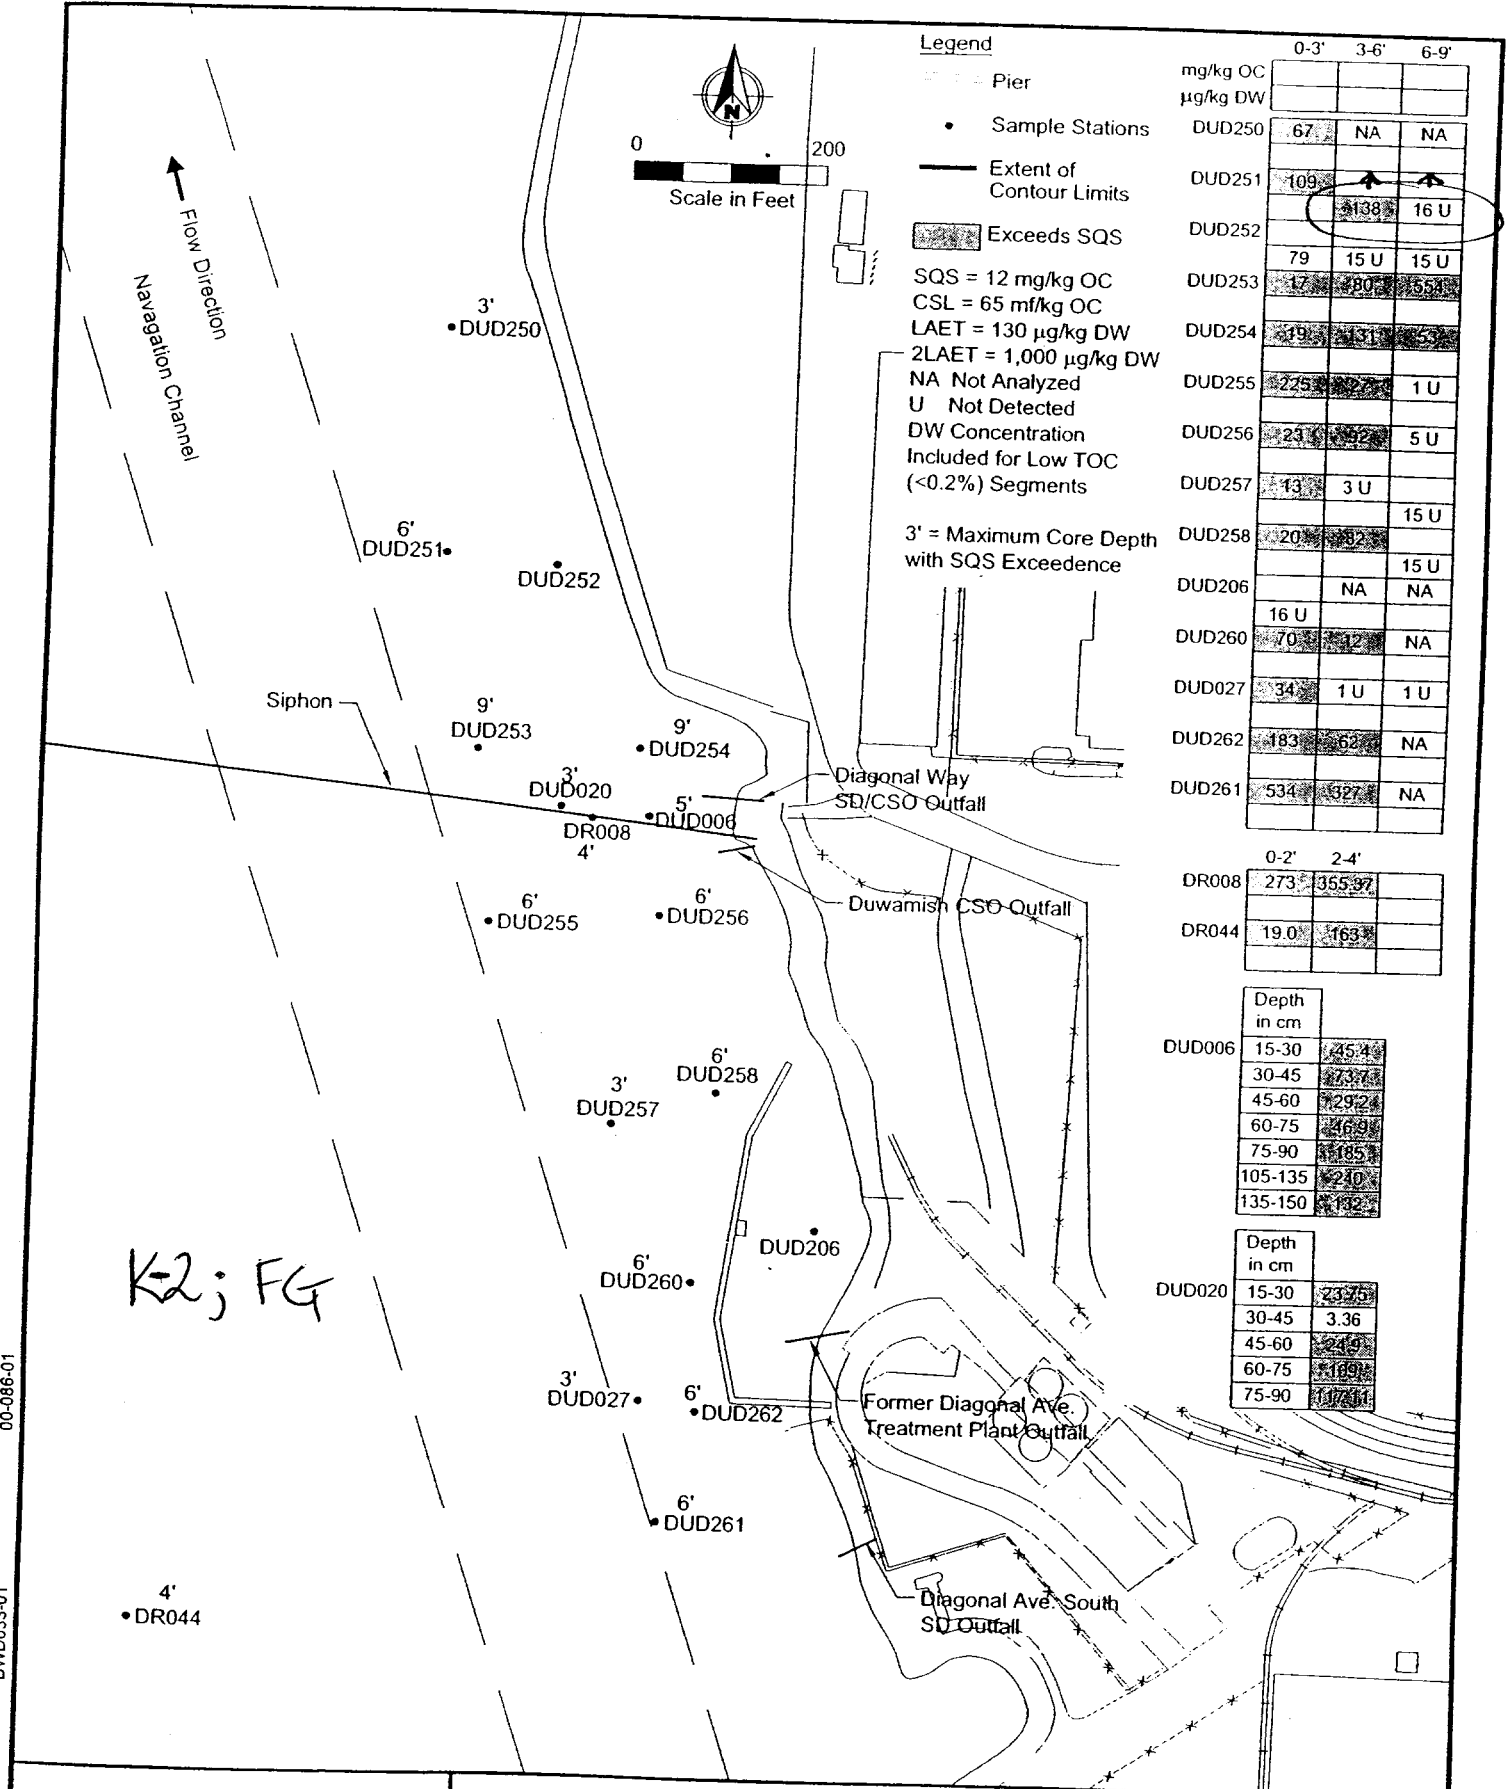 Legend
Pier
Sample Stations
Extent of
Contour Limits
Exceeds SQS
SQS = 12 mg/kg OC
CSL = 65 mf/kg OC
LAET = 130 µg/kg DW
2LAET = 1,000 µg/kg DW
NA Not Analyzed
U Not Detected
DW Concentration
Included for Low TOC
(<0.2%) Segments
3' = Maximum Core Depth
with SQS Exceedence
N
0 200
Scale in Feet
Flow Direction
Navagation Channel
3'
DUD250
6'
DUD251
DUD252
Siphon
9'
DUD253
9'
DUD254
3'
DUD020
5'
DUD006
DR008
4'
Diagonal Way
SD/CSO Outfall
Duwamish CSO Outfall
6'
DUD255
6'
DUD256
6'
DUD258
3'
DUD257
DUD206
6'
DUD260
K-2; FG
3'
DUD027
6'
DUD262
Former Diagonal Ave.
Treatment Plant Outfall
6'
DUD261
Diagonal Ave. South
SD Outfall
4'
DR044
00-086-01
0-3' 3-6' 6-9'
mg/kg OC
µg/kg DW
DUD250 67 NA NA
DUD251 109
138 16 U
DUD252
79 15 U 15 U
DUD253 17 80 554
DUD254 19 131
DUD255 225 1 U
DUD256 23 92 5 U
DUD257 13 3 U
15 U
DUD258 20 82
15 U
DUD206 NA NA
16 U
DUD260 70 12 NA
DUD027 34 1 U 1 U
DUD262 183 62 NA
DUD261 534 327 NA
0-2' 2-4'
DR008 273 355.37
DR044 19.0 163
Depth
in cm
DUD006 15-30 45.4
30-45 73.7
45-60 29.2
60-75 46.9
75-90 185
105-135 240
135-150 132
Depth
in cm
DUD020 15-30 23.75
30-45 3.36
45-60 24.9
60-75 109
75-90